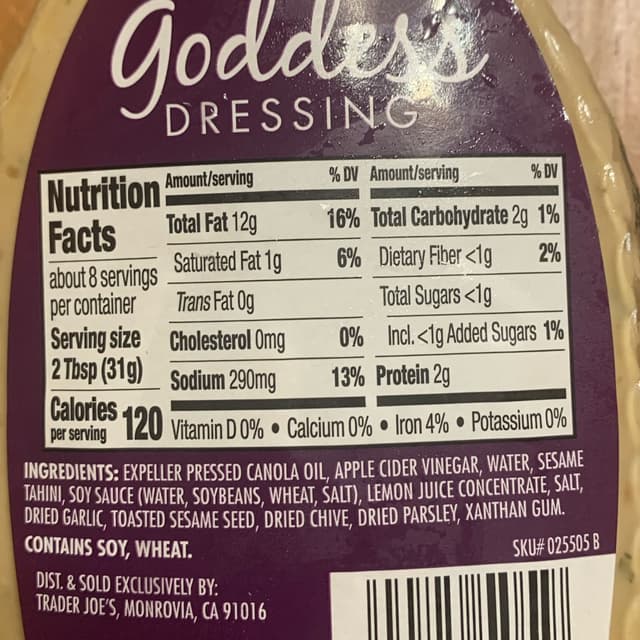 Goddess
DRESSING
Nutrition
Facts
about 8 servings
per container
Serving size
2 Tbsp (31g)
Calories
per serving 120
Amount/serving % DV
Total Fat 12g 16%
Saturated Fat 1g 6%
Trans Fat 0g
Cholesterol 0mg 0%
Sodium 290mg 13%
Amount/serving % DV
Total Carbohydrate 2g 1%
Dietary Fiber <1g 2%
Total Sugars <1g
Incl. <1g Added Sugars 1%
Protein 2g
Vitamin D 0% • Calcium 0% • Iron 4% • Potassium 0%
INGREDIENTS: EXPELLER PRESSED CANOLA OIL, APPLE CIDER VINEGAR, WATER, SESAME
TAHINI, SOY SAUCE (WATER, SOYBEANS, WHEAT, SALT), LEMON JUICE CONCENTRATE, SALT,
DRIED GARLIC, TOASTED SESAME SEED, DRIED CHIVE, DRIED PARSLEY, XANTHAN GUM.
CONTAINS SOY, WHEAT.
SKU# 025505 B
DIST. & SOLD EXCLUSIVELY BY:
TRADER JOE'S, MONROVIA, CA 91016